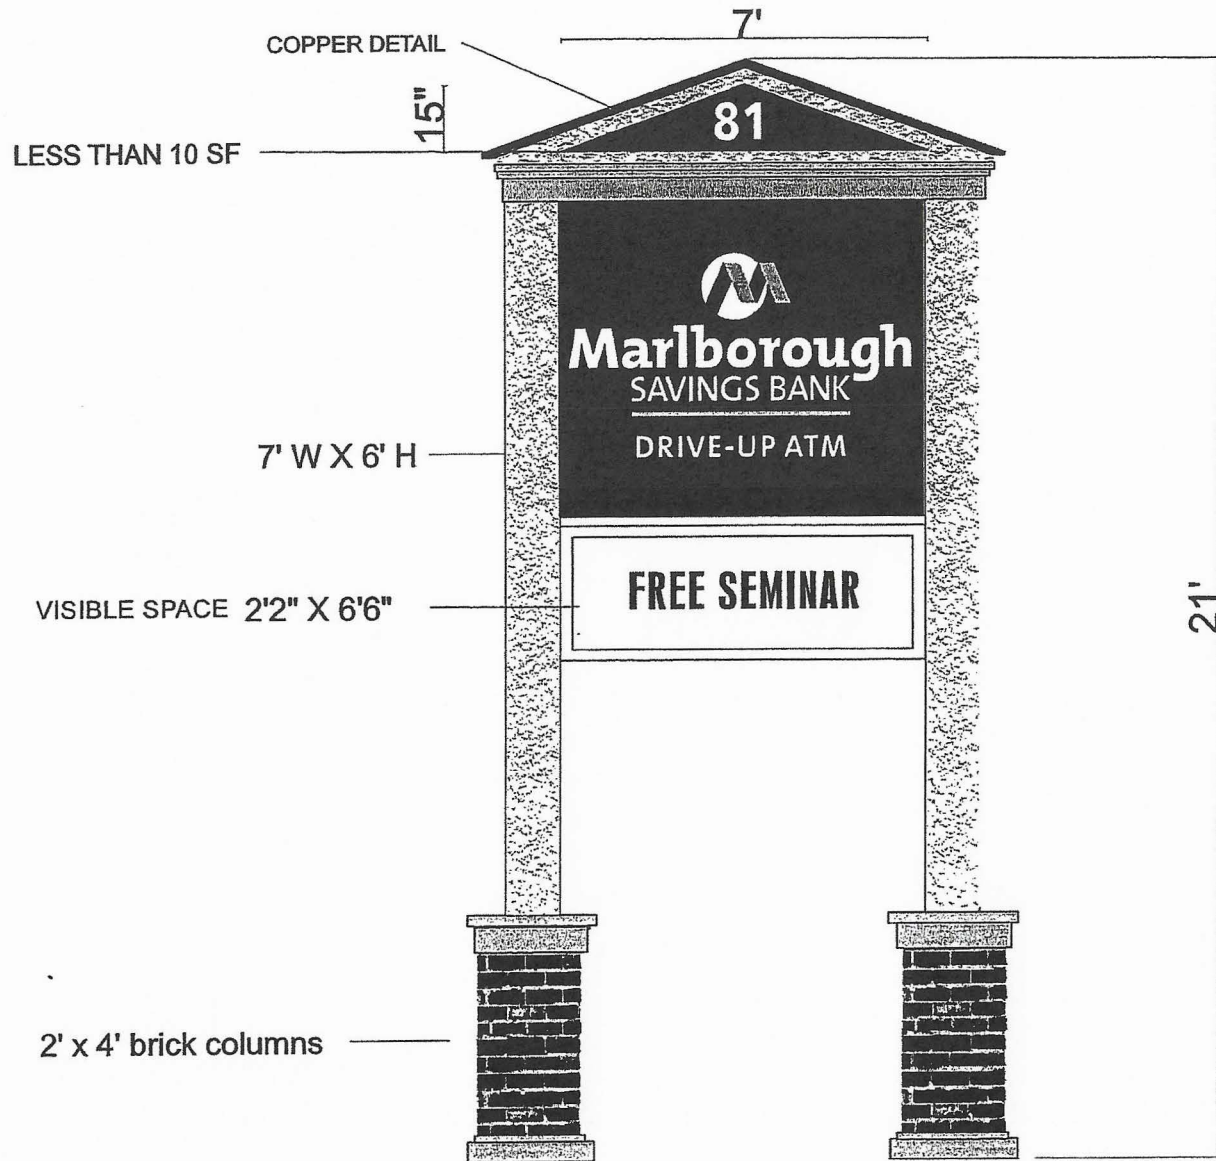 7'
COPPER DETAIL
15"
81
LESS THAN 10 SF
Marlborough
SAVINGS BANK
DRIVE-UP ATM
7' W X 6' H
FREE SEMINAR
VISIBLE SPACE 2'2" X 6'6"
21'
2' x 4' brick columns